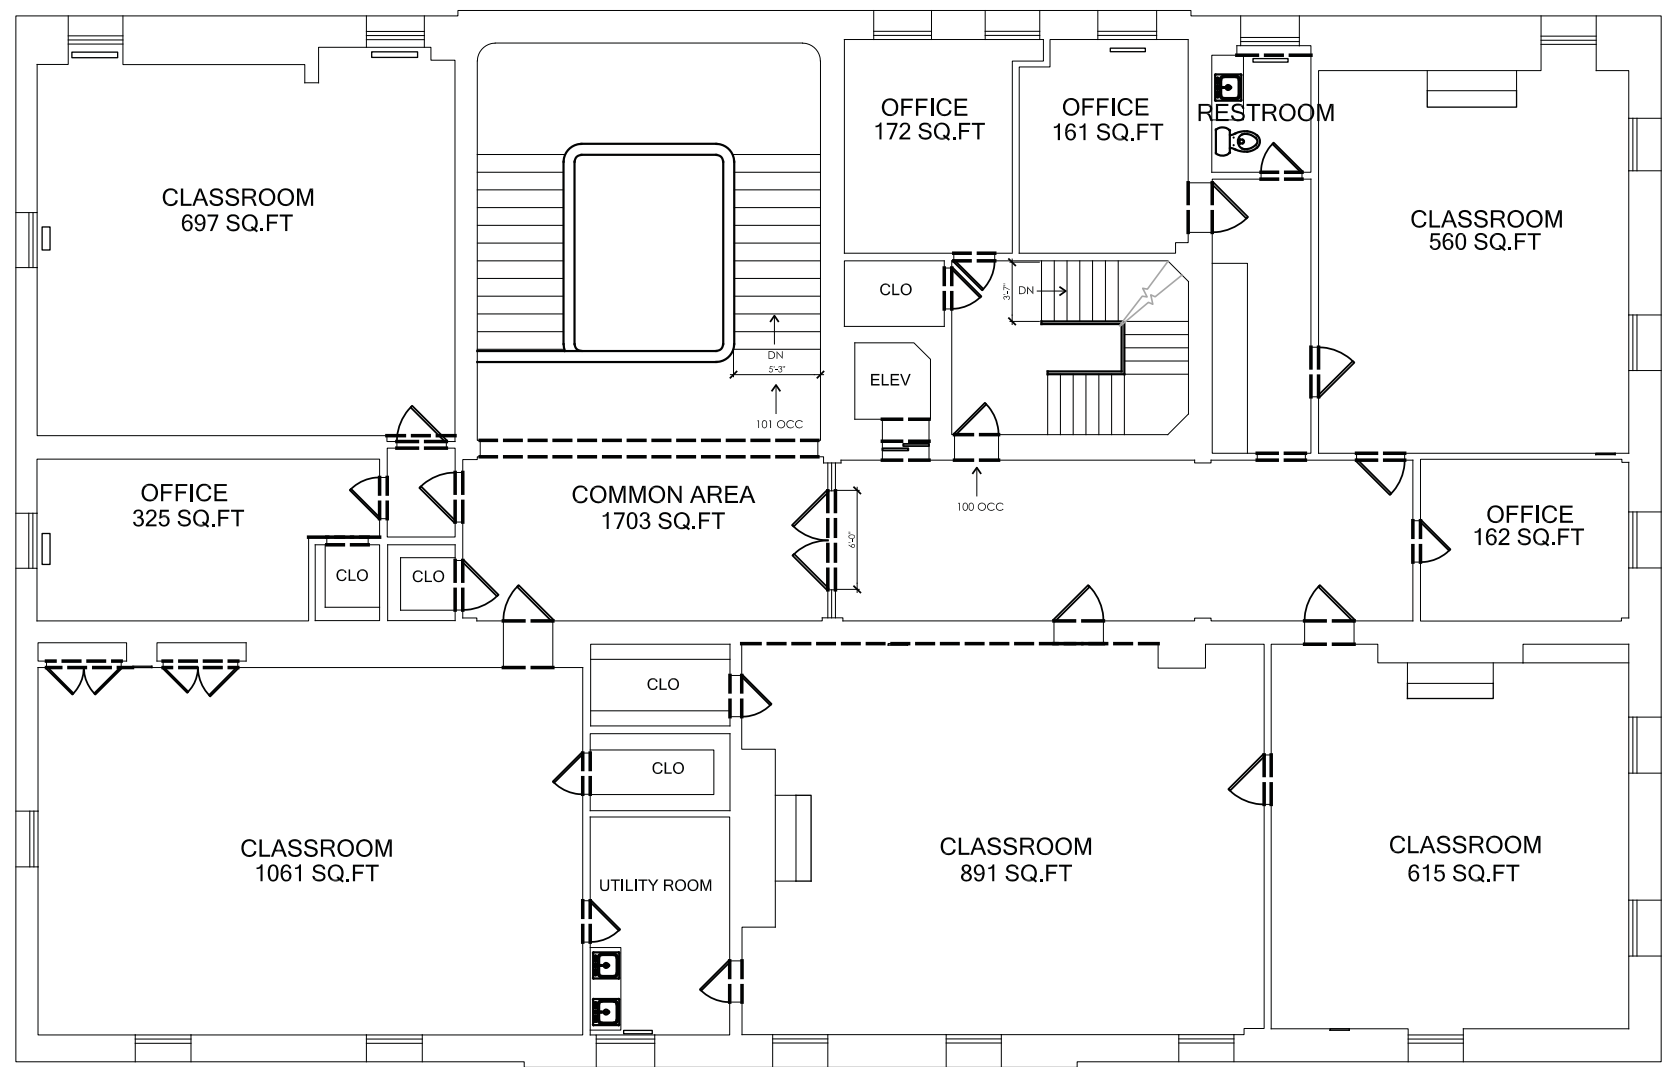 OFFICE
172 SQ.FT
OFFICE
161 SQ.FT
RESTROOM
CLASSROOM
697 SQ.FT
CLASSROOM
560 SQ.FT
CLO
DN
3'-7"
DN
5'-3"
ELEV
101 OCC
OFFICE
325 SQ.FT
COMMON AREA
1703 SQ.FT
100 OCC
6'-0"
OFFICE
162 SQ.FT
CLO
CLO
CLO
CLO
CLASSROOM
1061 SQ.FT
UTILITY ROOM
CLASSROOM
891 SQ.FT
CLASSROOM
615 SQ.FT